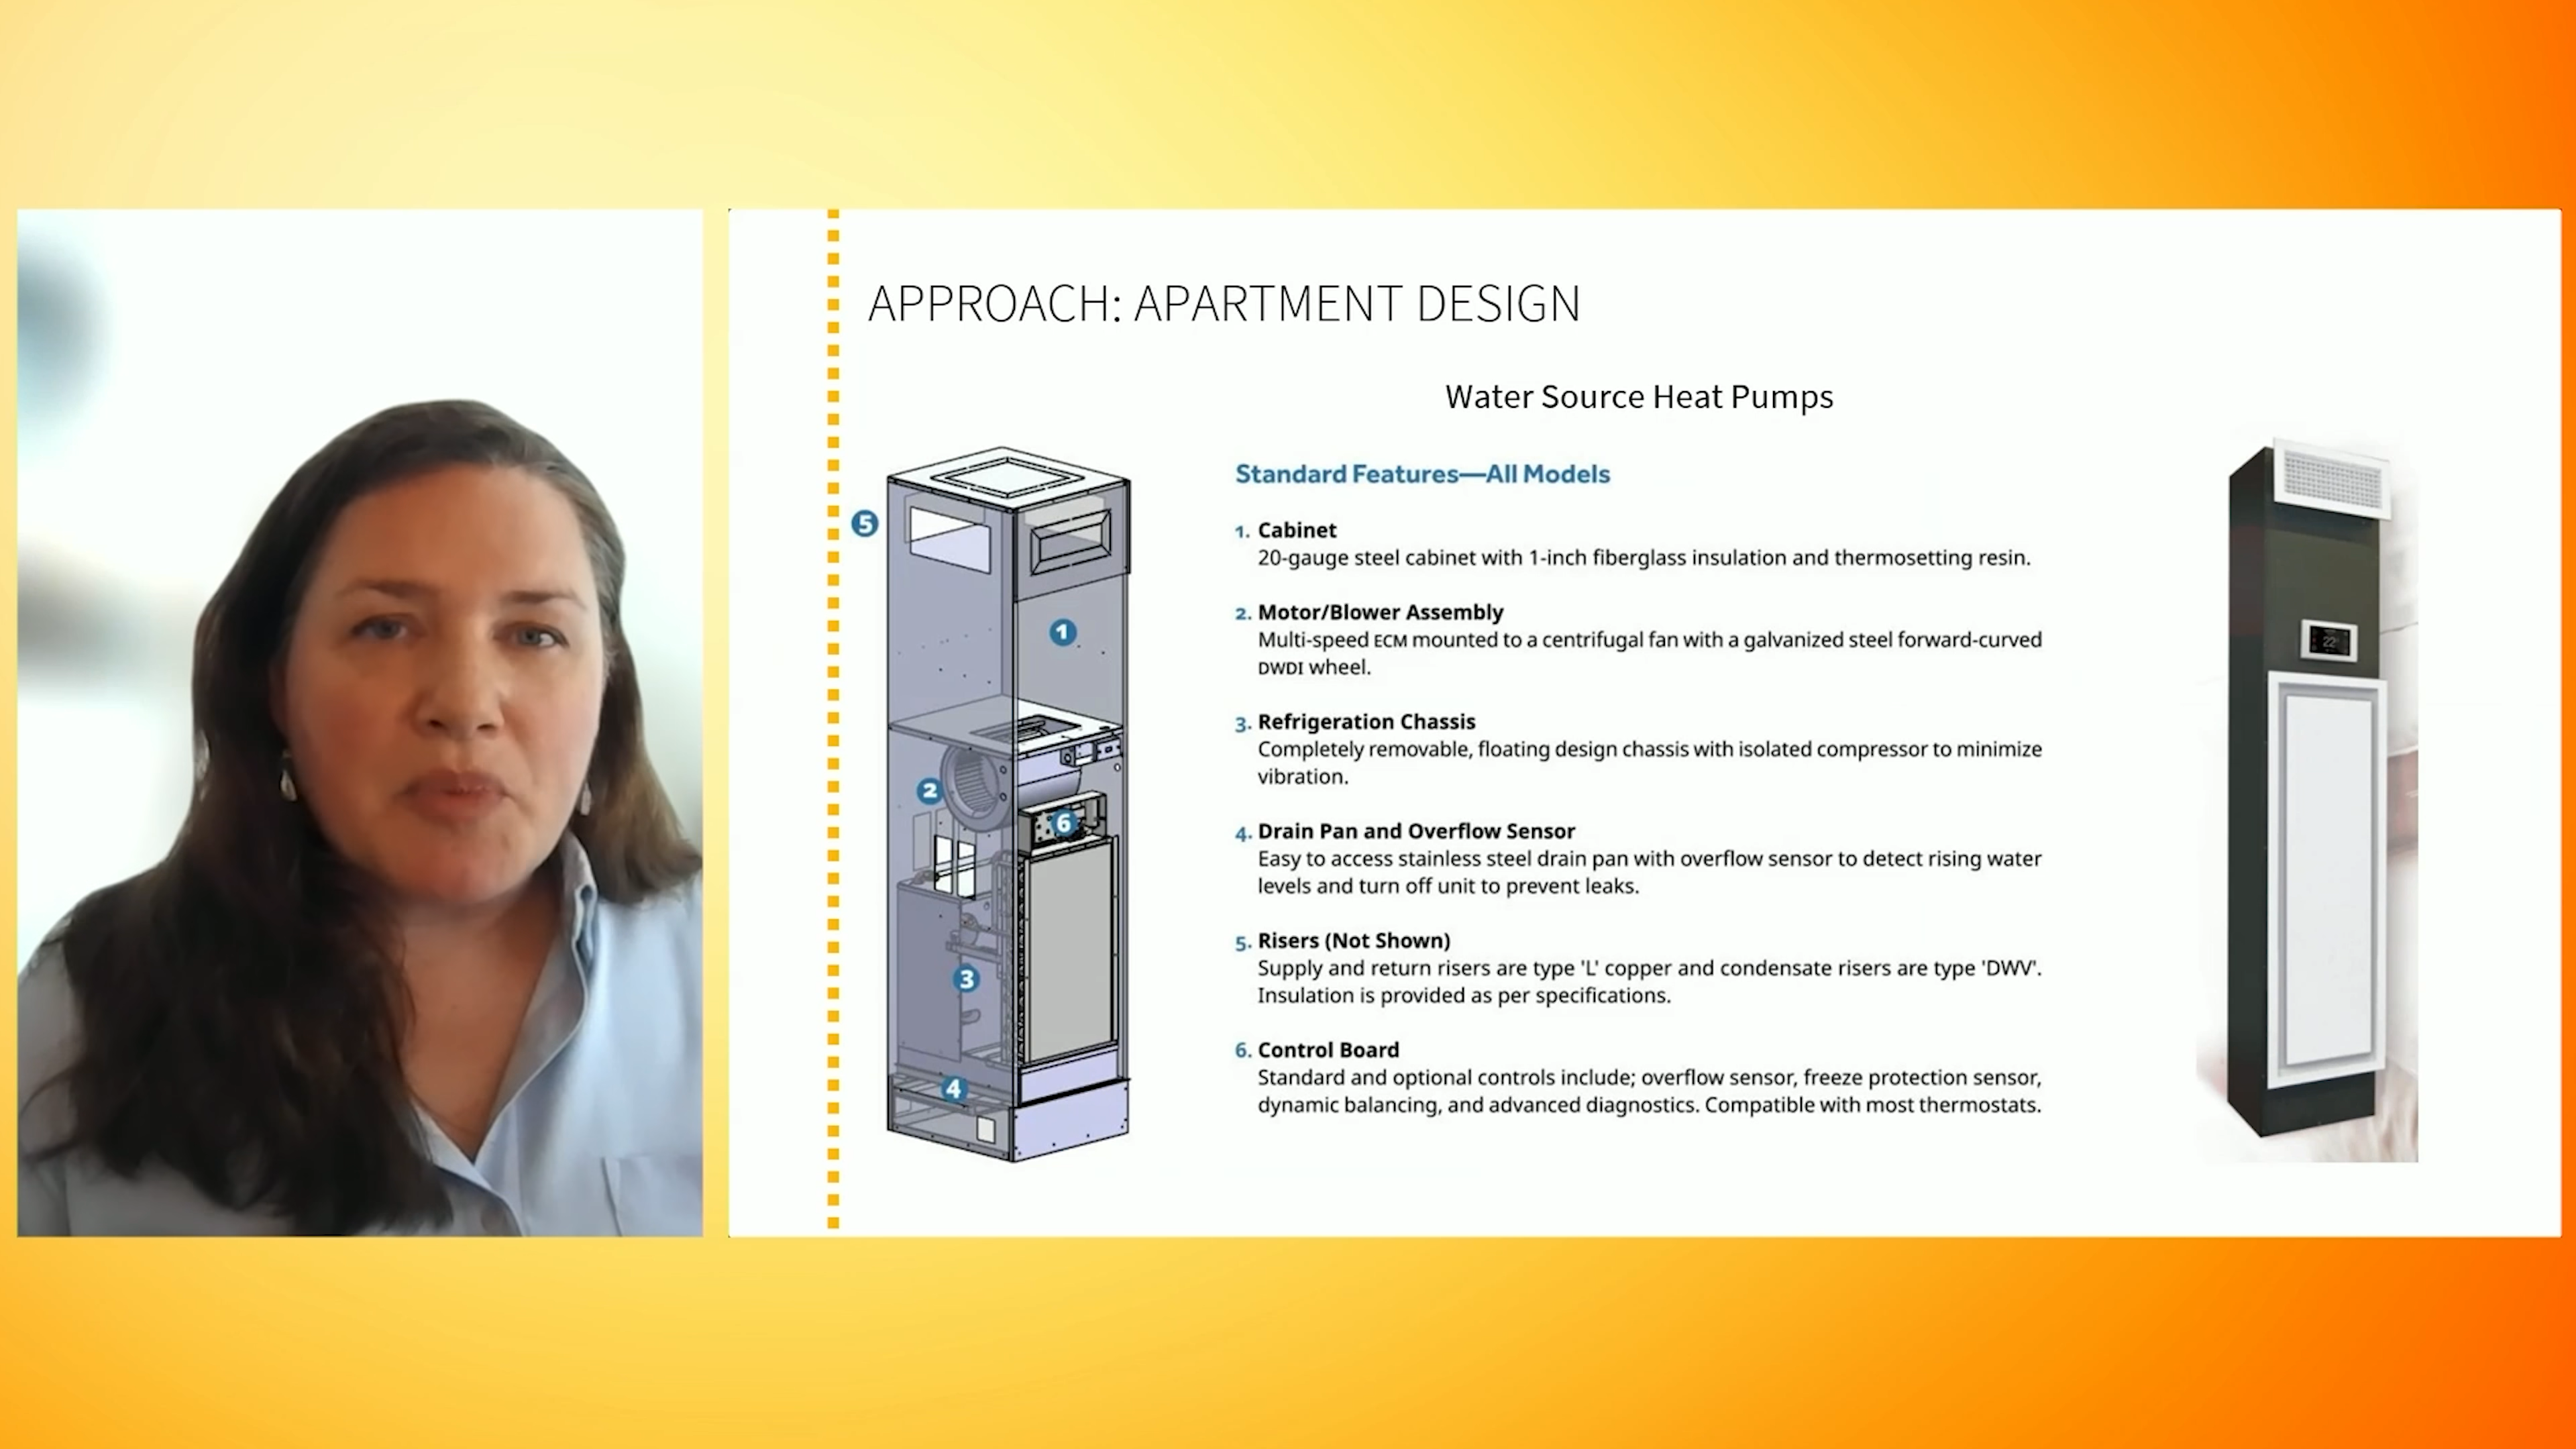 APPROACH: APARTMENT DESIGN
Water Source Heat Pumps
Standard Features—All Models
1. Cabinet
20-gauge steel cabinet with 1-inch fiberglass insulation and thermosetting resin.
2. Motor/Blower Assembly
Multi-speed ECM mounted to a centrifugal fan with a galvanized steel forward-curved
DWDI wheel.
3. Refrigeration Chassis
Completely removable, floating design chassis with isolated compressor to minimize
vibration.
4. Drain Pan and Overflow Sensor
Easy to access stainless steel drain pan with overflow sensor to detect rising water
levels and turn off unit to prevent leaks.
5. Risers (Not Shown)
Supply and return risers are type 'L' copper and condensate risers are type 'DWV'.
Insulation is provided as per specifications.
6. Control Board
Standard and optional controls include; overflow sensor, freeze protection sensor,
dynamic balancing, and advanced diagnostics. Compatible with most thermostats.
5
1
2
6
3
4
22